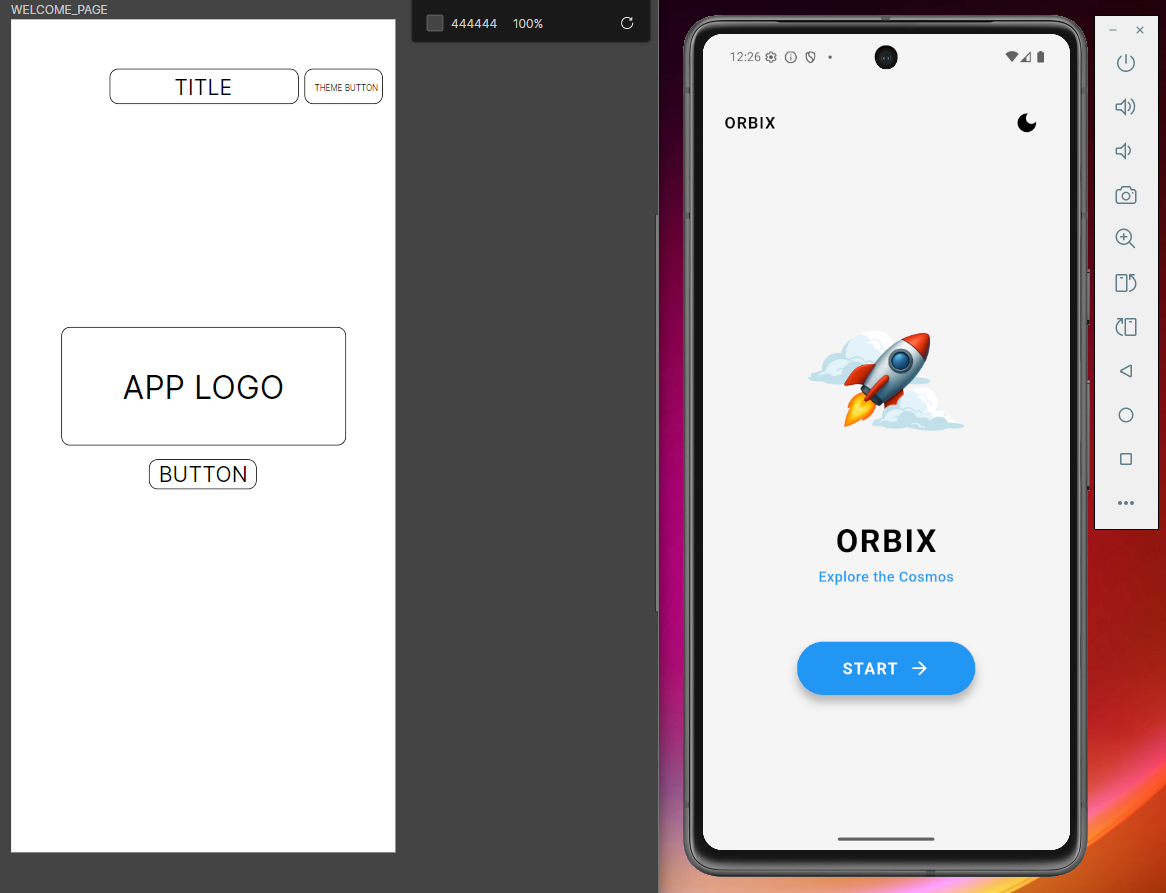 WELCOME_PAGE
444444 100%
TITLE
THEME BUTTON
APP LOGO
BUTTON
12:26
ORBIX
ORBIX
Explore the Cosmos
START